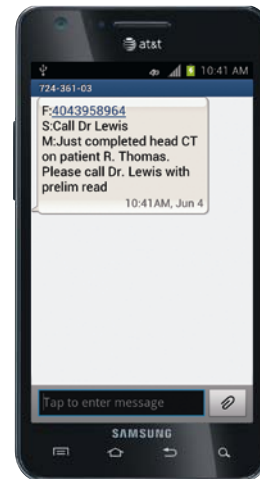 at&t
4G 10:41 AM
724-361-03
F:4043958964
S:Call Dr Lewis
M:Just completed head CT
on patient R. Thomas.
Please call Dr. Lewis with
prelim read
10:41AM, Jun 4
Tap to enter message
SAMSUNG